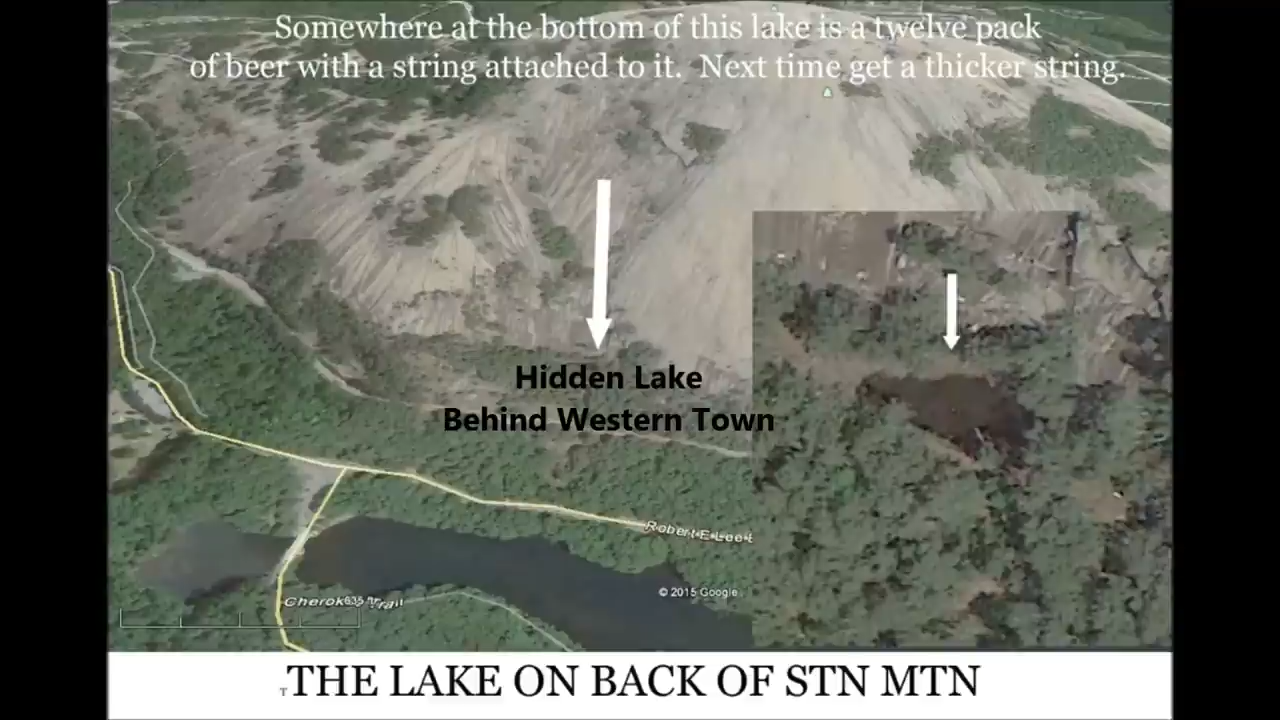 Somewhere at the bottom of this lake is a twelve pack
of beer with a string attached to it. Next time get a thicker string.
Hidden Lake
Behind Western Town
Robert E Lee
© 2015 Google
635
THE LAKE ON BACK OF STN MTN